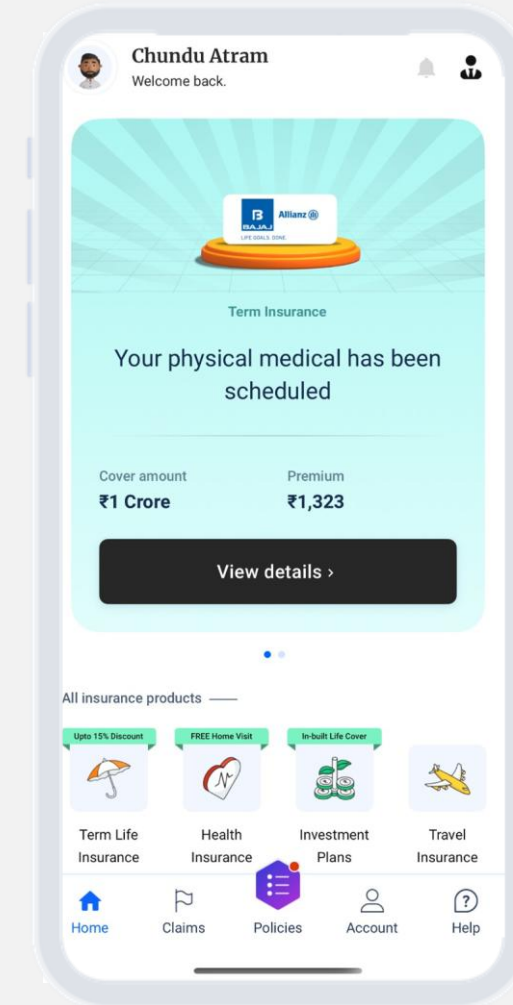 Chundu Atram
Welcome back.
B
BAJAJ
Allianz
LIFE GOALS. DONE.
Term Insurance
Your physical medical has been
scheduled
Cover amount Premium
₹1 Crore ₹1,323
View details ›
All insurance products
Upto 15% Discount FREE Home Visit In-built Life Cover
Term Life Health Investment Travel
Insurance Insurance Plans Insurance
Home Claims Policies Account Help